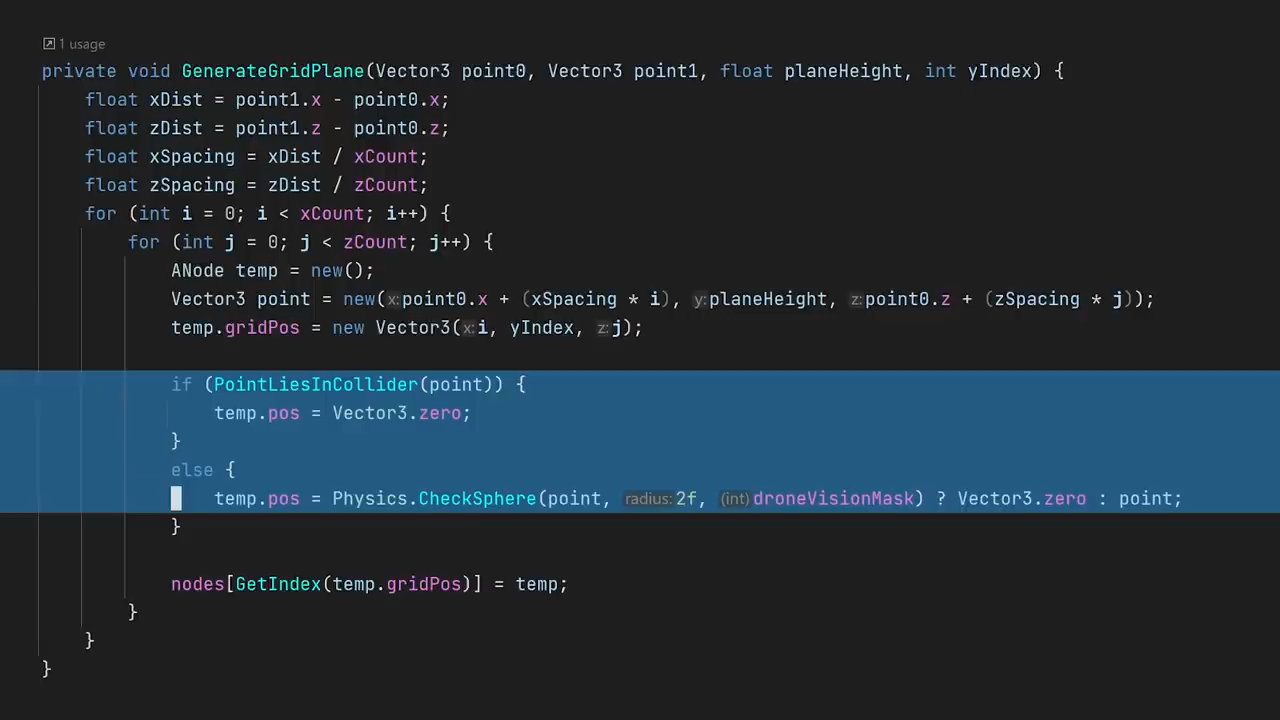 1 usage
private void GenerateGridPlane(Vector3 point0, Vector3 point1, float planeHeight, int yIndex) {
float xDist = point1.x - point0.x;
float zDist = point1.z - point0.z;
float xSpacing = xDist / xCount;
float zSpacing = zDist / zCount;
for (int i = 0; i < xCount; i++) {
for (int j = 0; j < zCount; j++) {
ANode temp = new();
Vector3 point = new(x:point0.x + (xSpacing * i), y:planeHeight, z:point0.z + (zSpacing * j));
temp.gridPos = new Vector3(x:i, yIndex, z:j);
if (PointLiesInCollider(point)) {
temp.pos = Vector3.zero;
}
else {
temp.pos = Physics.CheckSphere(point, radius:2f, (int)droneVisionMask) ? Vector3.zero : point;
}
nodes[GetIndex(temp.gridPos)] = temp;
}
}
}